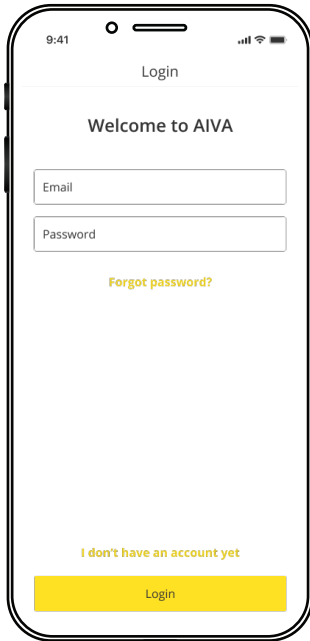 9:41
Login
Welcome to AIVA
Email
Password
Forgot password?
I don't have an account yet
Login